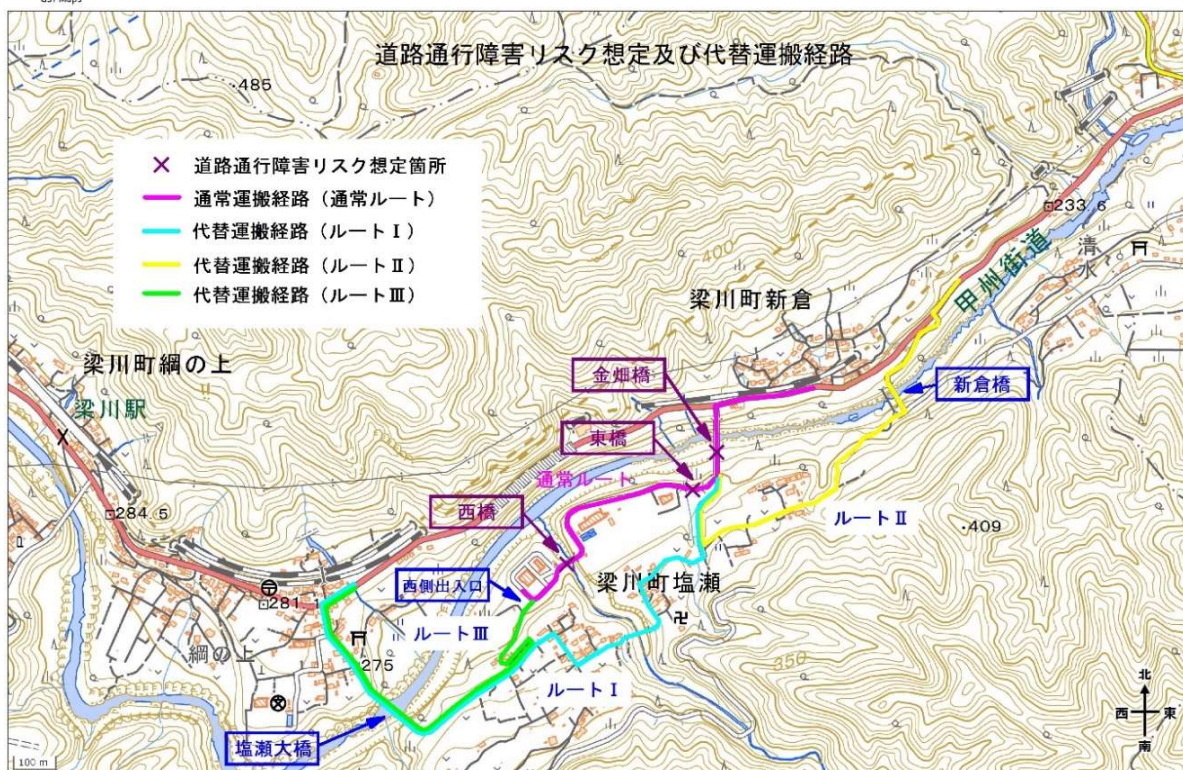 道路通行障害リスク想定及び代替運搬経路
485
道路通行障害リスク想定箇所
通常運搬経路（通常ルート）
代替運搬経路（ルートⅠ）
代替運搬経路（ルートⅡ）
代替運搬経路（ルートⅢ）
233.6
清水
甲州街道
400
梁川町新倉
梁川町綱の上
梁川駅
金畑橋
新倉橋
東橋
通常ルート
西橋
284.5
ルートⅡ
409
西側出入口
梁川町塩瀬
281.1
ルートⅢ
綱の上
275
350
ルートⅠ
塩瀬大橋
北
西
東
南
100 m